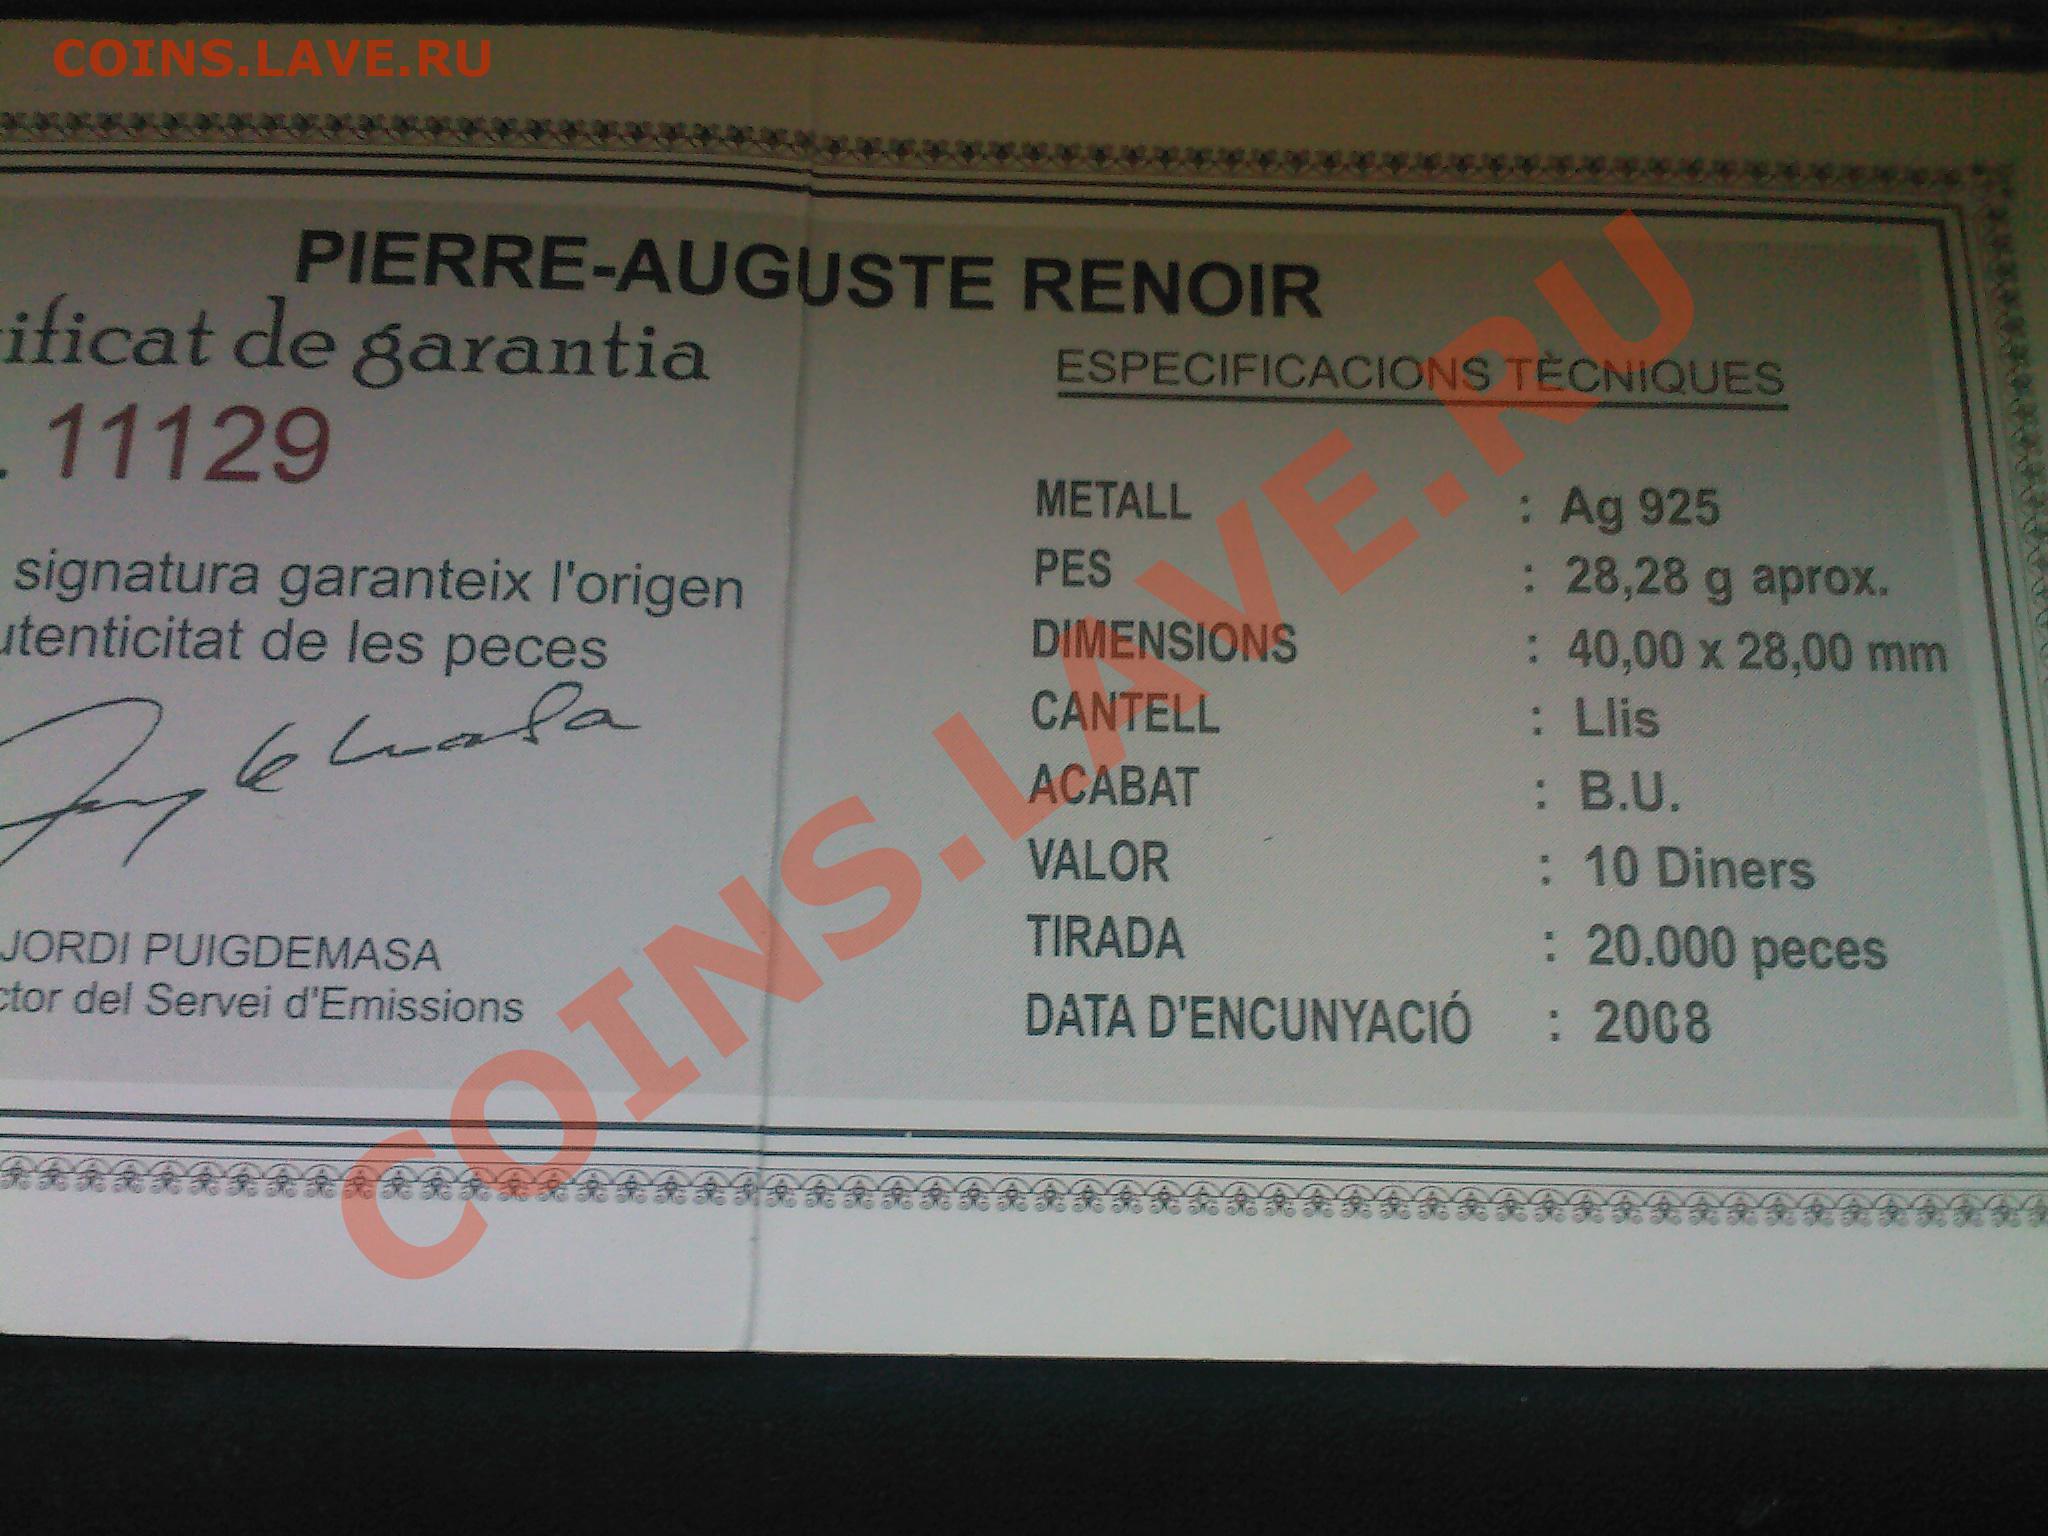 COINS.LAVE.RU
PIERRE-AUGUSTE RENOIR
tificat de garantia
. 11129
signatura garanteix l'origen
utenticitat de les peces
JORDI PUIGDEMASA
ctor del Servei d'Emissions
ESPECIFICACIONS TÈCNIQUES
METALL : Ag 925
PES : 28,28 g aprox.
DIMENSIONS : 40,00 x 28,00 mm
CANTELL : Llis
ACABAT : B.U.
VALOR : 10 Diners
TIRADA : 20.000 peces
DATA D'ENCUNYACIÓ : 2008
COINS.LAVE.RU